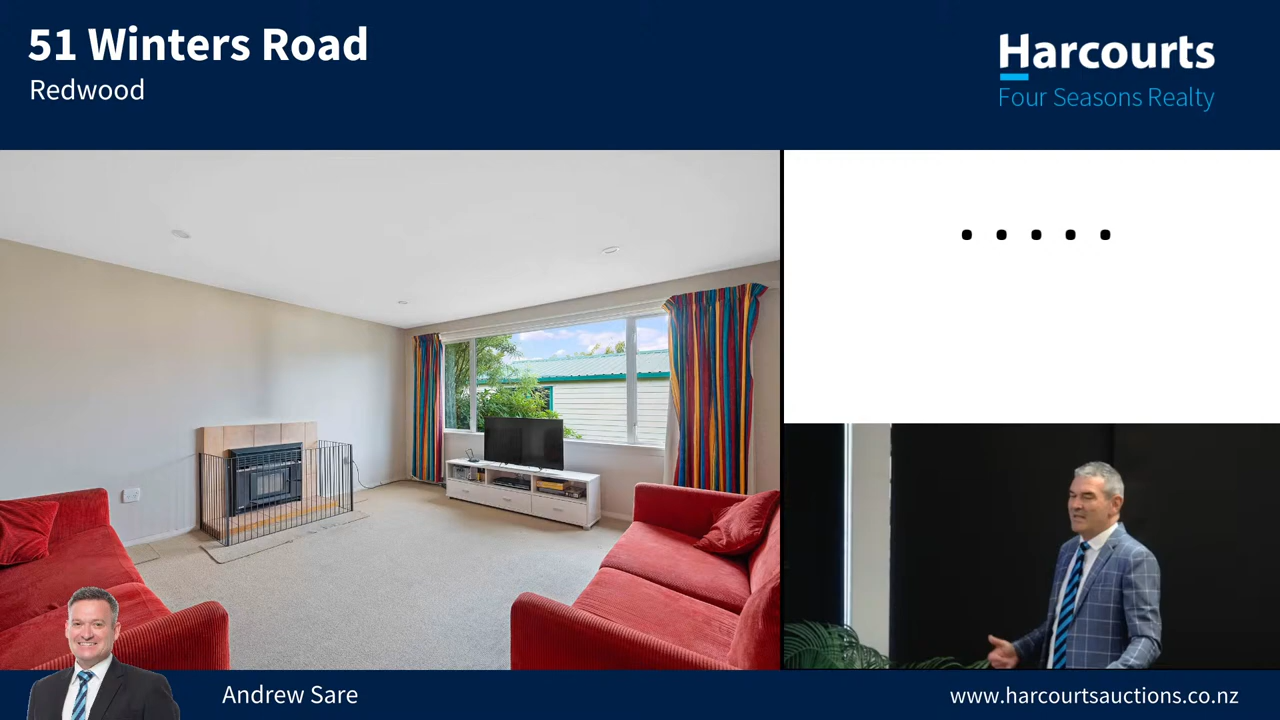 51 Winters Road
Redwood
Harcourts
Four Seasons Realty
. . . . .
Andrew Sare
www.harcourtsauctions.co.nz